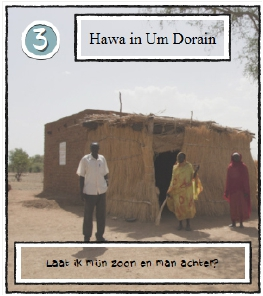 3
Hawa in Um Dorain
Laat ik mijn zoon en man achter?